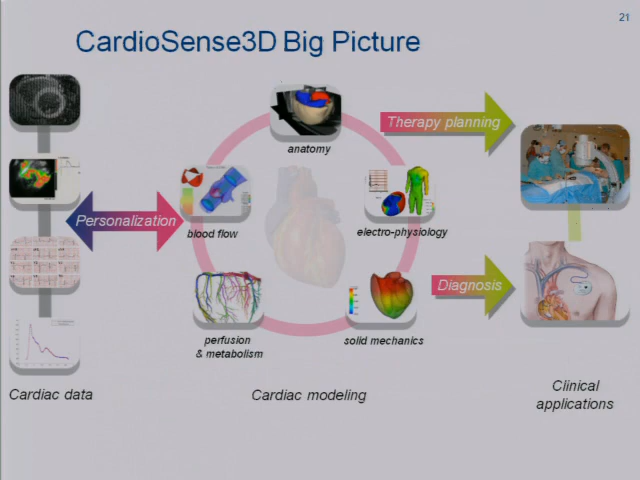 21
CardioSense3D Big Picture
anatomy
Therapy planning
Personalization
blood flow
electro-physiology
Diagnosis
perfusion
& metabolism
solid mechanics
Cardiac data
Cardiac modeling
Clinical
applications